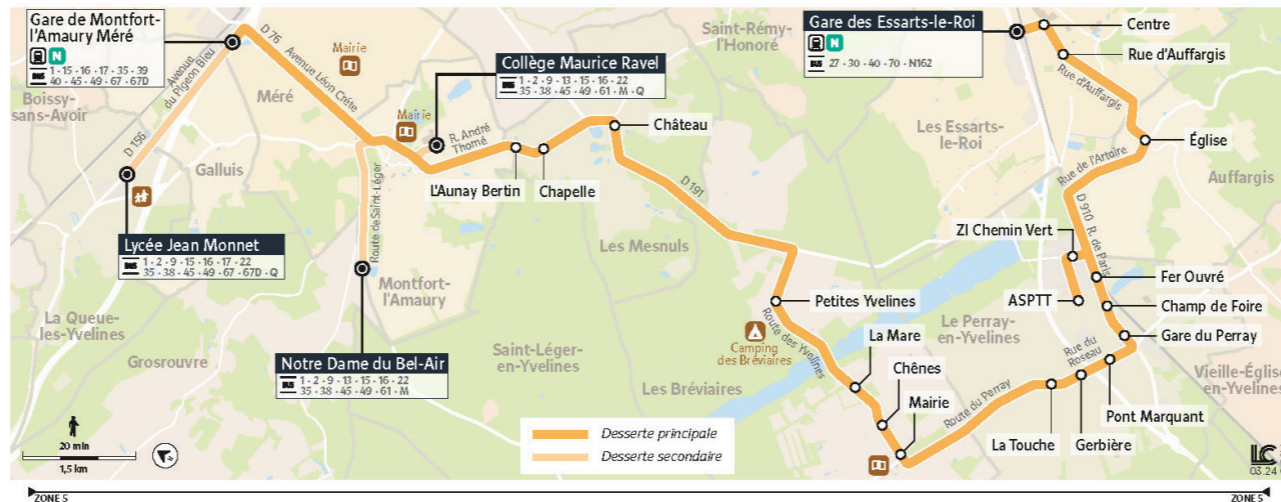 Gare de Montfort-
l'Amaury Méré
N
BUS 1 · 15 · 16 · 17 · 35 · 39
40 · 45 · 49 · 67 · 67D
Boissy-
sans-Avoir
Avenue
du Pigeon Bleu
D 76 Avenue Léon Crété
Méré
Mairie
Mairie
D 156
Galluis
Lycée Jean Monnet
BUS 1 · 2 · 9 · 15 · 16 · 17 · 22
35 · 38 · 45 · 49 · 67 · 67D · Q
La Queue-
les-Yvelines
Grosrouvre
Route de Saint-Léger
Montfort-
l'Amaury
Notre Dame du Bel-Air
BUS 1 · 2 · 9 · 13 · 15 · 16 · 22
35 · 38 · 45 · 49 · 61 · M
Collège Maurice Ravel
BUS 1 · 2 · 9 · 13 · 15 · 16 · 22
35 · 38 · 45 · 49 · 61 · M · Q
R. André
Thomé
L'Aunay Bertin
Chapelle
Château
D 191
Les Mesnuls
Saint-Léger-
en-Yvelines
Saint-Rémy-
l'Honoré
Petites Yvelines
Camping
des Bréviaires
Route des Yvelines
Les Bréviaires
La Mare
Chênes
Mairie
Route du Perray
La Touche
Gerbière
Rue du
Roseau
Pont Marquant
Gare du Perray
Champ de Foire
Fer Ouvré
ASPTT
ZI Chemin Vert
Le Perray-
en-Yvelines
Vieille-Église-
en-Yvelines
D 910 R. de Paris
Rue de l'Artoire
Église
Auffargis
Les Essarts-
le-Roi
Rue d'Auffargis
Rue d'Auffargis
Centre
Gare des Essarts-le-Roi
N
BUS 27 · 30 · 40 · 70 · N162
Desserte principale
Desserte secondaire
20 min
1,5 km
LC
03.24
ZONE 5
ZONE 5